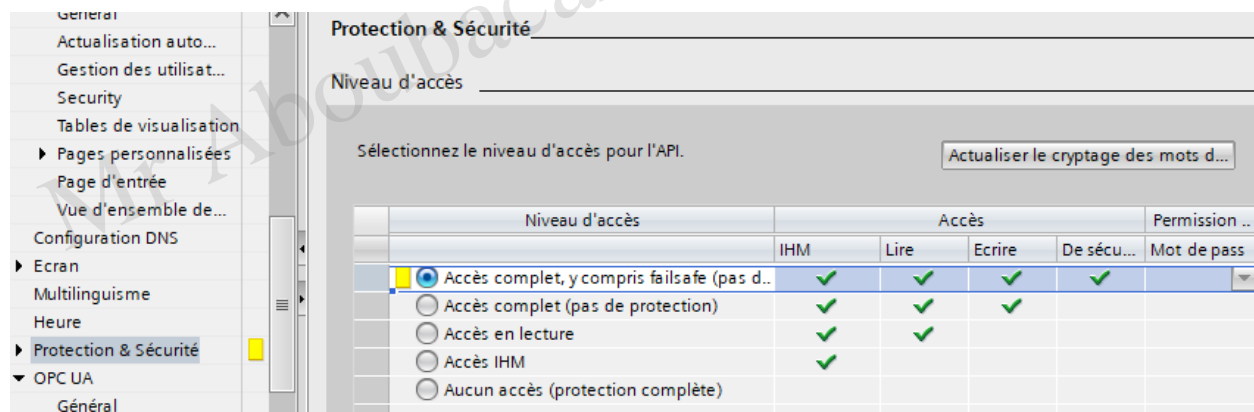 Général
Actualisation auto...
Gestion des utilisat...
Security
Tables de visualisation
Pages personnalisées
Page d'entrée
Vue d'ensemble de...
Configuration DNS
Ecran
Multilinguisme
Heure
Protection & Sécurité
OPC UA
Général
Protection & Sécurité
Niveau d'accès
Sélectionnez le niveau d'accès pour l'API.
Actualiser le cryptage des mots d...
Niveau d'accès Accès Permission ..
IHM Lire Ecrire De sécu... Mot de pass
Accès complet, y compris failsafe (pas d..
Accès complet (pas de protection)
Accès en lecture
Accès IHM
Aucun accès (protection complète)
Mr Aboubaca